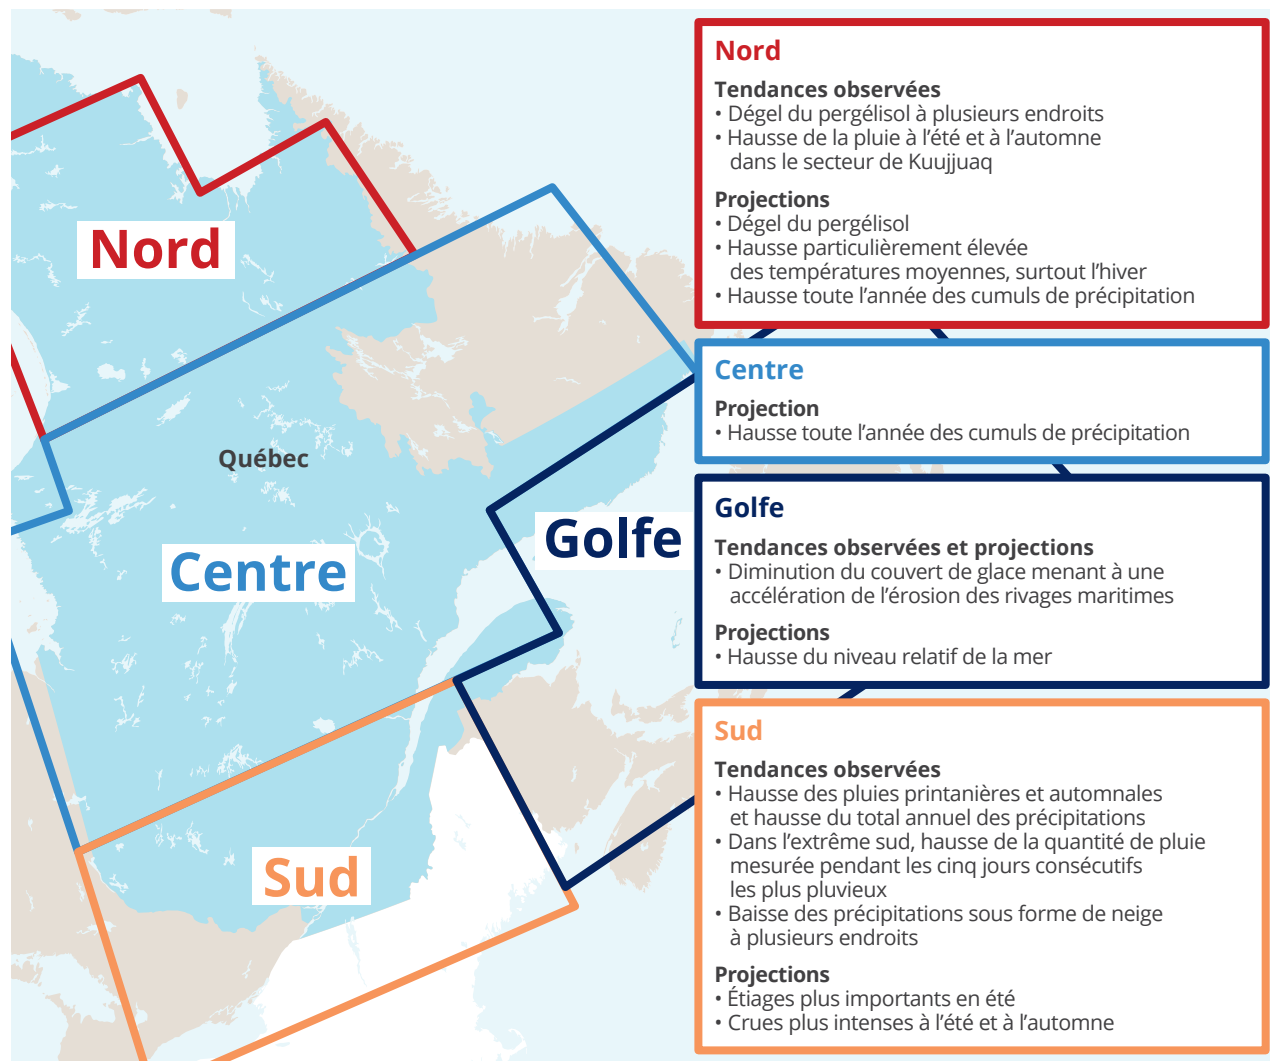 Nord
Québec
Centre
Golfe
Sud
Nord
Tendances observées
• Dégel du pergélisol à plusieurs endroits
• Hausse de la pluie à l’été et à l’automne
dans le secteur de Kuujjuaq
Projections
• Dégel du pergélisol
• Hausse particulièrement élevée
des températures moyennes, surtout l’hiver
• Hausse toute l’année des cumuls de précipitation
Centre
Projection
• Hausse toute l’année des cumuls de précipitation
Golfe
Tendances observées et projections
• Diminution du couvert de glace menant à une
accélération de l’érosion des rivages maritimes
Projections
• Hausse du niveau relatif de la mer
Sud
Tendances observées
• Hausse des pluies printanières et automnales
et hausse du total annuel des précipitations
• Dans l’extrême sud, hausse de la quantité de pluie
mesurée pendant les cinq jours consécutifs
les plus pluvieux
• Baisse des précipitations sous forme de neige
à plusieurs endroits
Projections
• Étiages plus importants en été
• Crues plus intenses à l’été et à l’automne